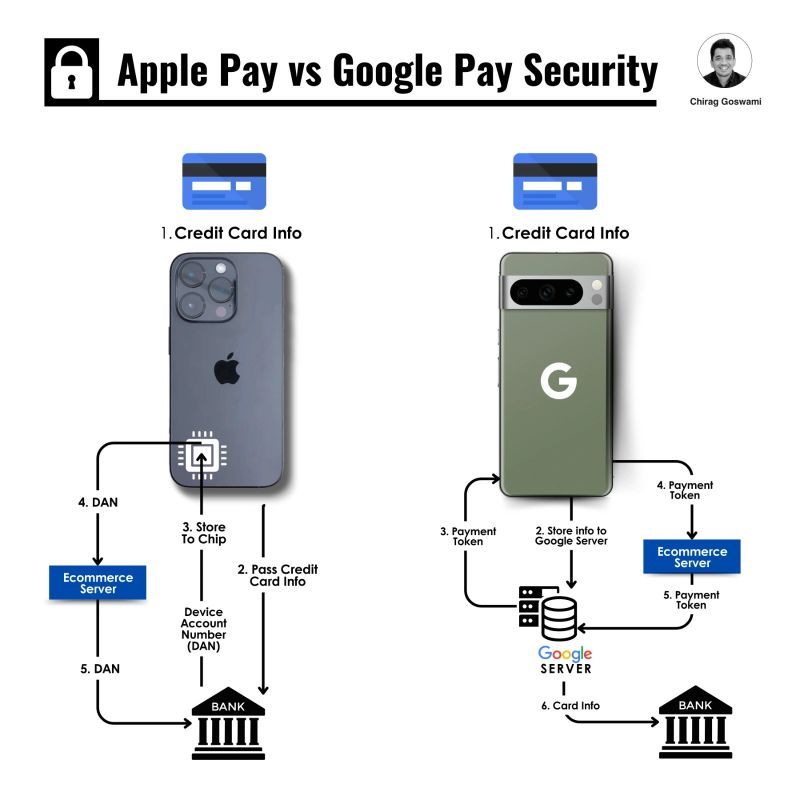 Apple Pay vs Google Pay Security
Chirag Goswami
1. Credit Card Info
4. DAN
3. Store
To Chip
2. Pass Credit
Card Info
Ecommerce
Server
Device
Account
Number
(DAN)
5. DAN
BANK
1. Credit Card Info
G
3. Payment
Token
2. Store info to
Google Server
4. Payment
Token
Ecommerce
Server
5. Payment
Token
Google
SERVER
6. Card Info
BANK